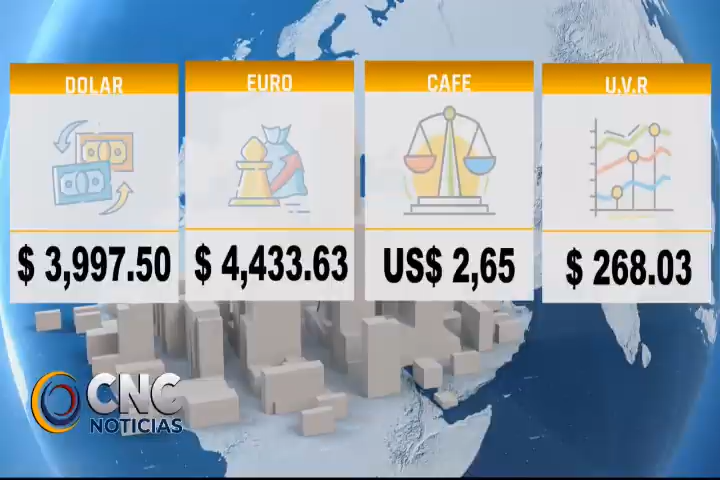 DOLAR
EURO
CAFE
U.V.R
$ 3,997.50
$ 4,433.63
US$ 2,65
$ 268.03
CNC
NOTICIAS